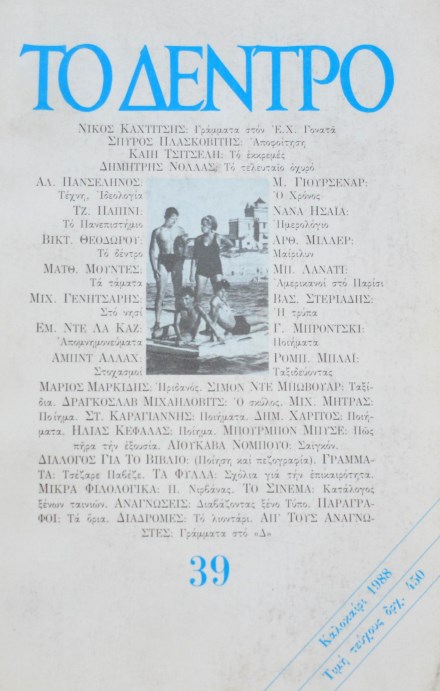 ΤΟ ΔΕΝΤΡΟ
ΝΙΚΟΣ ΚΑΧΤΙΤΣΗΣ: Γράμματα στόν Ἐ.Χ. Γονατᾶ
ΣΠΥΡΟΣ ΠΛΑΣΚΟΒΙΤΗΣ: Ἀποφοίτηση
ΚΑΙΗ ΤΣΙΤΣΕΛΗ: Τό ἐκκρεμές
ΔΗΜΗΤΡΗΣ ΝΟΛΛΑΣ: Τό τελευταῖο ὀχυρό
ΑΛ. ΠΑΝΣΕΛΗΝΟΣ:
Τέχνη, Ἰδεολογία
ΤΖ. ΠΑΠΙΝΙ:
Τό Πανεπιστήμιο
ΒΙΚΤ. ΘΕΟΔΩΡΟΥ:
Τό δέντρο
ΜΑΤΘ. ΜΟΥΝΤΕΣ:
Τά τάματα
ΜΙΧ. ΓΕΝΗΤΣΑΡΗΣ:
Στό νησί
ΕΜ. ΝΤΕ ΛΑ ΚΑΖ:
Ἀπομνημονεύματα
ΑΜΠΝΤ ΑΛΛΑΧ:
Στοχασμοί
Μ. ΓΙΟΥΡΣΕΝΑΡ:
Ὁ Χρόνος
ΝΑΝΑ ΗΣΑΪΑ:
Ἡμερολόγιο
ΑΡΘ. ΜΙΛΛΕΡ:
Μαίριλυν
ΜΠ. ΛΑΝΑΤΙ:
Ἀμερικανοί στό Παρίσι
ΒΑΣ. ΣΤΕΡΙΑΔΗΣ:
Ἡ τρύπα
Γ. ΜΠΡΟΝΤΣΚΙ:
Ποιήματα
ΡΟΜΠ. ΜΠΛΑΪ:
Ταξιδεύοντας
ΜΑΡΙΟΣ ΜΑΡΚΙΔΗΣ: Ἠριδανός. ΣΙΜΟΝ ΝΤΕ ΜΠΩΒΟΥΑΡ: Ταξί-
δια. ΔΡΑΓΚΟΣΛΑΒ ΜΙΧΑΗΛΟΒΙΤΣ: Ὁ σκύλος. ΜΙΧ. ΜΗΤΡΑΣ:
Ποίημα. ΣΤ. ΚΑΡΑΓΙΑΝΝΗΣ: Ποιήματα. ΔΗΜ. ΧΑΡΙΤΟΣ: Ποιή-
ματα. ΗΛΙΑΣ ΚΕΦΑΛΑΣ: Ποίημα. ΜΠΟΥΡΜΠΟΝ ΜΠΥΣΕ: Πώς
πῆρα τήν ἐξουσία. ΑΪΟΥΚΑΒΑ ΝΟΜΠΟΥΟ: Σαϊγκόν.
ΔΙΑΛΟΓΟΣ ΓΙΑ ΤΟ ΒΙΒΛΙΟ: (Ποίηση καί πεζογραφία). ΓΡΑΜΜΑ-
ΤΑ: Τσέζαρε Παβέζε. ΤΑ ΦΥΛΛΑ: Σχόλια γιά τήν ἐπικαιρότητα.
ΜΙΚΡΑ ΦΙΛΟΛΟΓΙΚΑ: Π. Νιρβάνας. ΤΟ ΣΙΝΕΜΑ: Κατάλογος
ξένων ταινιῶν. ΑΝΑΓΝΩΣΕΙΣ: Διαβάζοντας ξένο Τύπο. ΠΑΡΑΓΡΑ-
ΦΟΙ: Τά ὅρια. ΔΙΑΔΡΟΜΕΣ: Τό λιοντάρι. ΑΠ' ΤΟΥΣ ΑΝΑΓΝΩ-
ΣΤΕΣ: Γράμματα στό «Δ»
39
Καλοκαίρι 1988
Τιμή τεύχους δρχ. 450